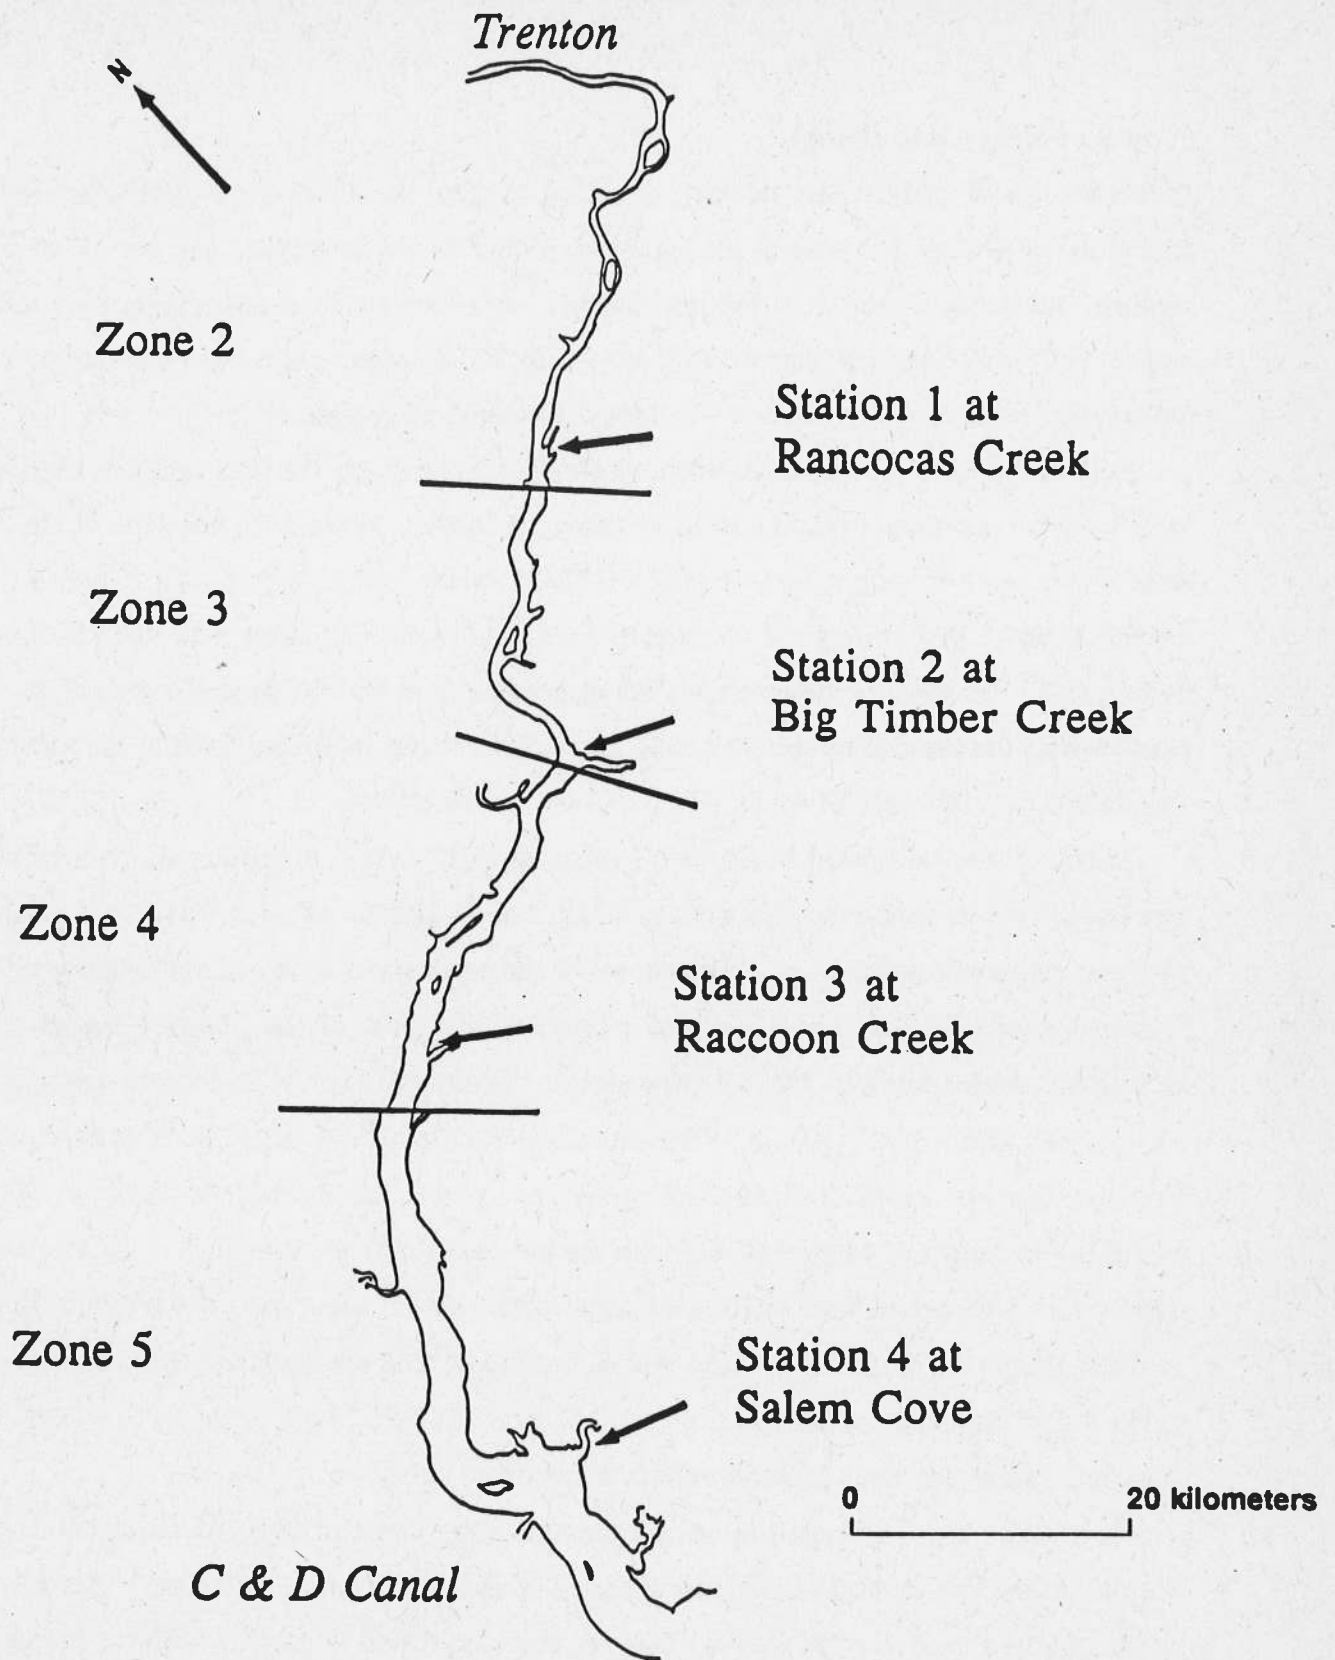 Trenton
N
Zone 2
Station 1 at
Rancocas Creek
Zone 3
Station 2 at
Big Timber Creek
Zone 4
Station 3 at
Raccoon Creek
Zone 5
Station 4 at
Salem Cove
0 20 kilometers
C & D Canal